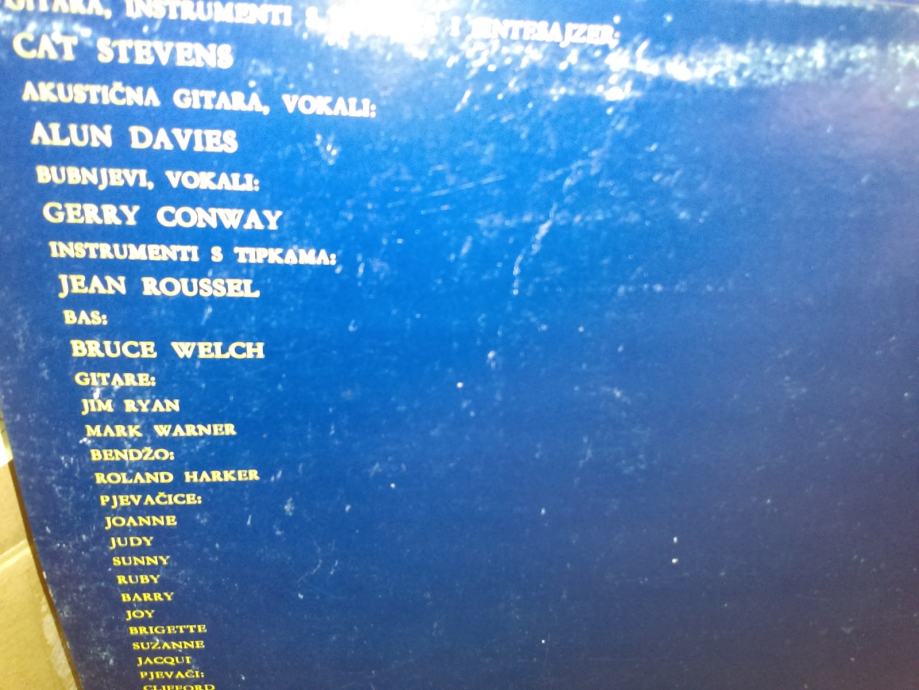 GITARA, INSTRUMENTI S I SINTESAJZER:
CAT STEVENS
AKUSTIČNA GITARA, VOKALI:
ALUN DAVIES
BUBNJEVI, VOKALI:
GERRY CONWAY
INSTRUMENTI S TIPKAMA:
JEAN ROUSSEL
BAS:
BRUCE WELCH
GITARE:
JIM RYAN
MARK WARNER
BENDŽO:
ROLAND HARKER
PJEVAČICE:
JOANNE
JUDY
SUNNY
RUBY
BARRY
JOY
BRIGETTE
SUZANNE
JACQUI
PJEVAČI:
CLIFFORD